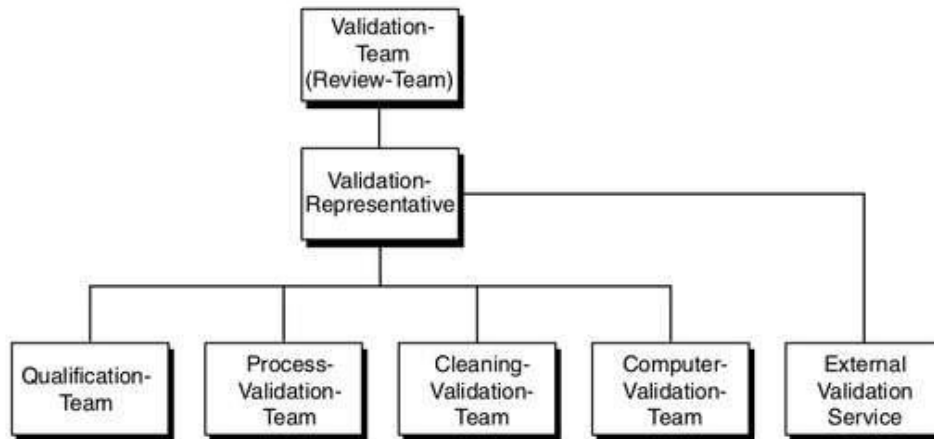 Validation-
Team
(Review-Team)
Validation-
Representative
Qualification-
Team
Process-
Validation-
Team
Cleaning-
Validation-
Team
Computer-
Validation-
Team
External
Validation
Service